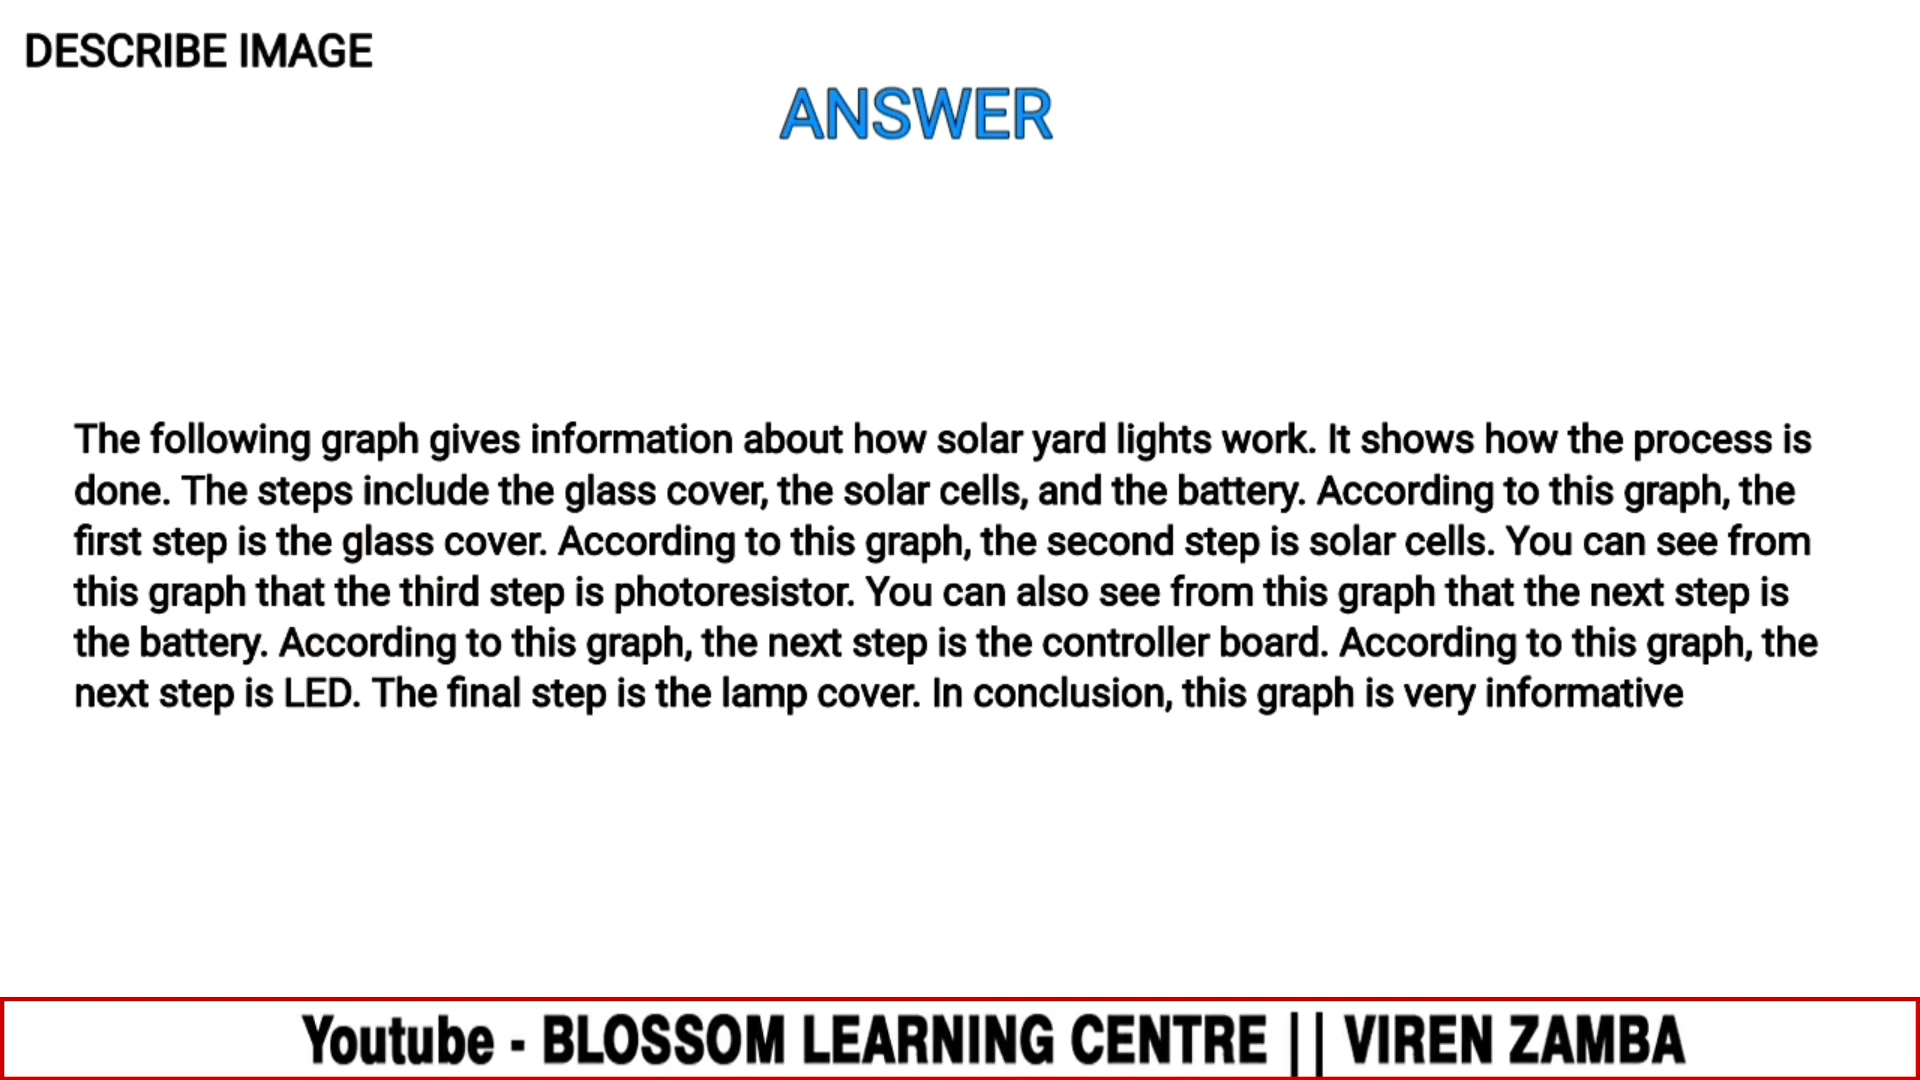 DESCRIBE IMAGE
ANSWER
The following graph gives information about how solar yard lights work. It shows how the process is
done. The steps include the glass cover, the solar cells, and the battery. According to this graph, the
first step is the glass cover. According to this graph, the second step is solar cells. You can see from
this graph that the third step is photoresistor. You can also see from this graph that the next step is
the battery. According to this graph, the next step is the controller board. According to this graph, the
next step is LED. The final step is the lamp cover. In conclusion, this graph is very informative
Youtube - BLOSSOM LEARNING CENTRE || VIREN ZAMBA